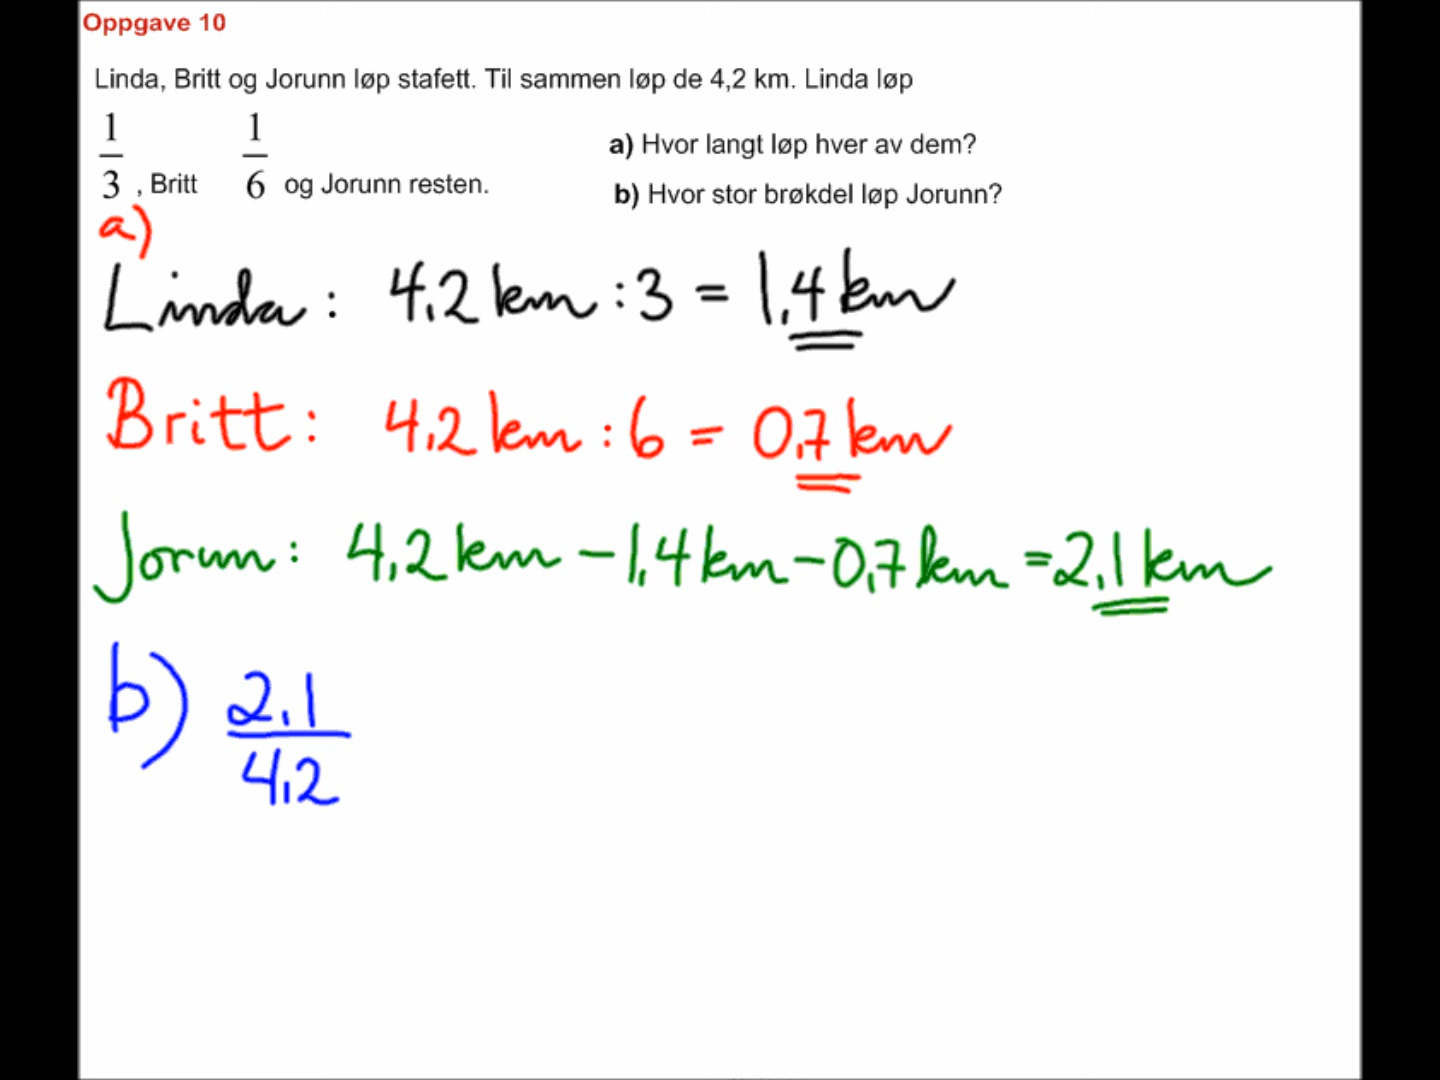 Oppgave 10
Linda, Britt og Jorunn løp stafett. Til sammen løp de 4,2 km. Linda løp
1/3 , Britt 1/6 og Jorunn resten.
a) Hvor langt løp hver av dem?
b) Hvor stor brøkdel løp Jorunn?
a)
Linda: 4,2 km : 3 = 1,4 km
Britt: 4,2 km : 6 = 0,7 km
Jorun: 4,2 km - 1,4 km - 0,7 km = 2,1 km
b) 2,1/4,2